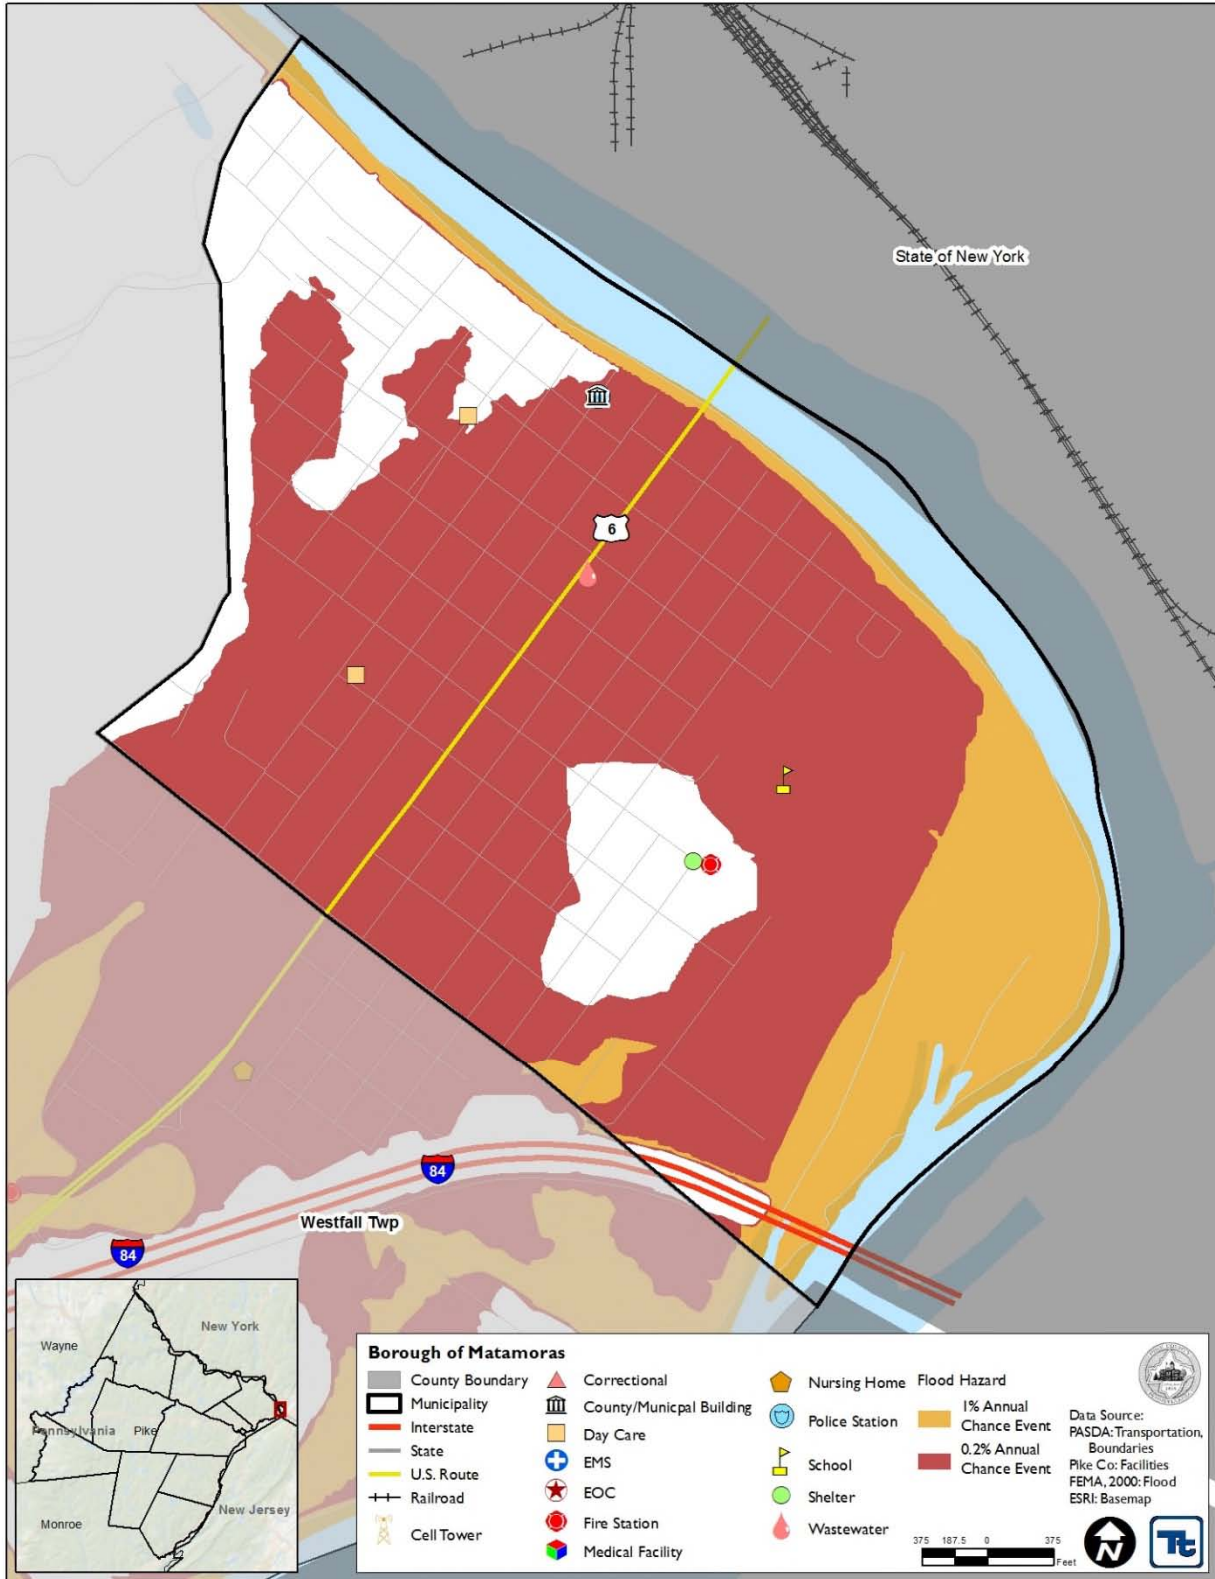 State of New York
6
84
84
Westfall Twp
New York
Wayne
Pennsylvania
Pike
New Jersey
Monroe
Borough of Matamoras
County Boundary
Municipality
Interstate
State
U.S. Route
Railroad
Cell Tower
Correctional
County/Municpal Building
Day Care
EMS
EOC
Fire Station
Medical Facility
Nursing Home
Police Station
School
Shelter
Wastewater
Flood Hazard
1% Annual
Chance Event
0.2% Annual
Chance Event
Data Source:
PASDA: Transportation,
Boundaries
Pike Co: Facilities
FEMA, 2000: Flood
ESRI: Basemap
375 187.5 0 375
Feet
N
Tt